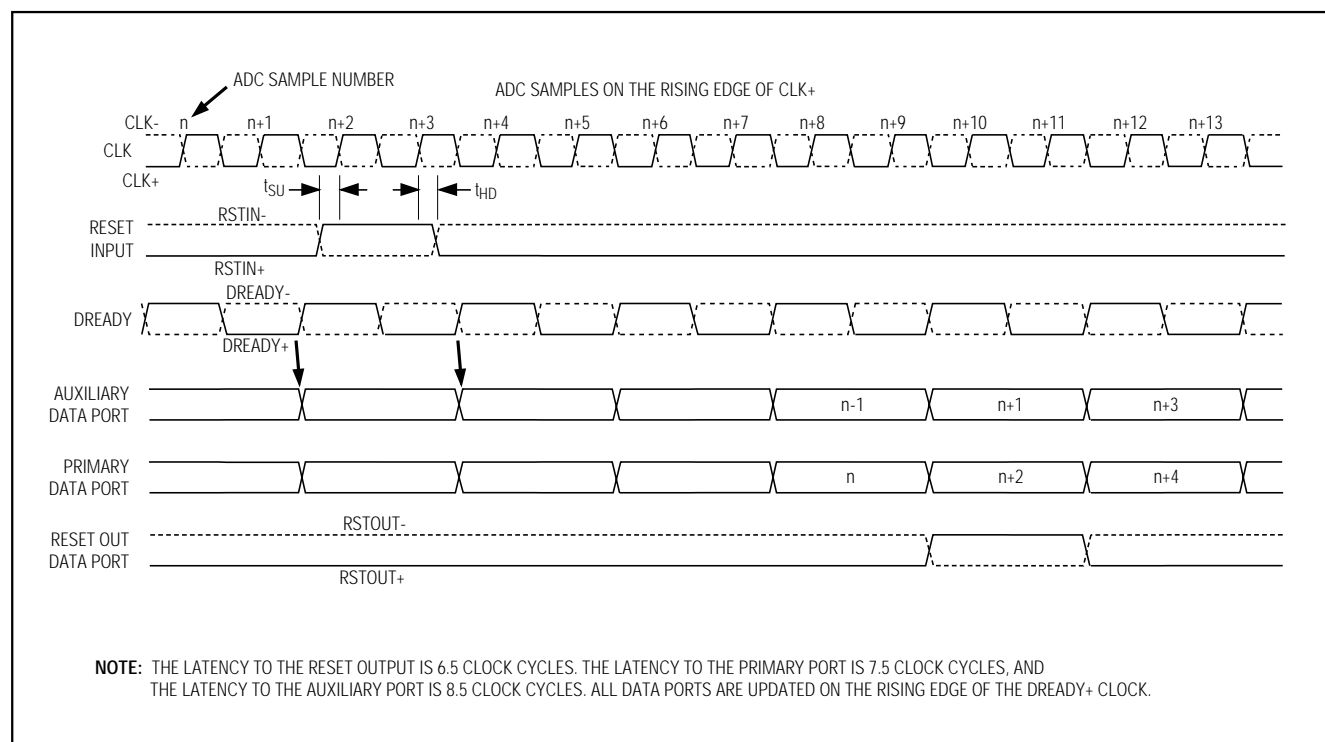 ADC SAMPLE NUMBER
ADC SAMPLES ON THE RISING EDGE OF CLK+
CLK- n n+1 n+2 n+3 n+4 n+5 n+6 n+7 n+8 n+9 n+10 n+11 n+12 n+13
CLK
CLK+
tSU tHD
RSTIN-
RESET
INPUT
RSTIN+
DREADY-
DREADY
DREADY+
AUXILIARY
DATA PORT
n-1 n+1 n+3
PRIMARY
DATA PORT
n n+2 n+4
RSTOUT-
RESET OUT
DATA PORT
RSTOUT+
NOTE: THE LATENCY TO THE RESET OUTPUT IS 6.5 CLOCK CYCLES. THE LATENCY TO THE PRIMARY PORT IS 7.5 CLOCK CYCLES, AND
THE LATENCY TO THE AUXILIARY PORT IS 8.5 CLOCK CYCLES. ALL DATA PORTS ARE UPDATED ON THE RISING EDGE OF THE DREADY+ CLOCK.